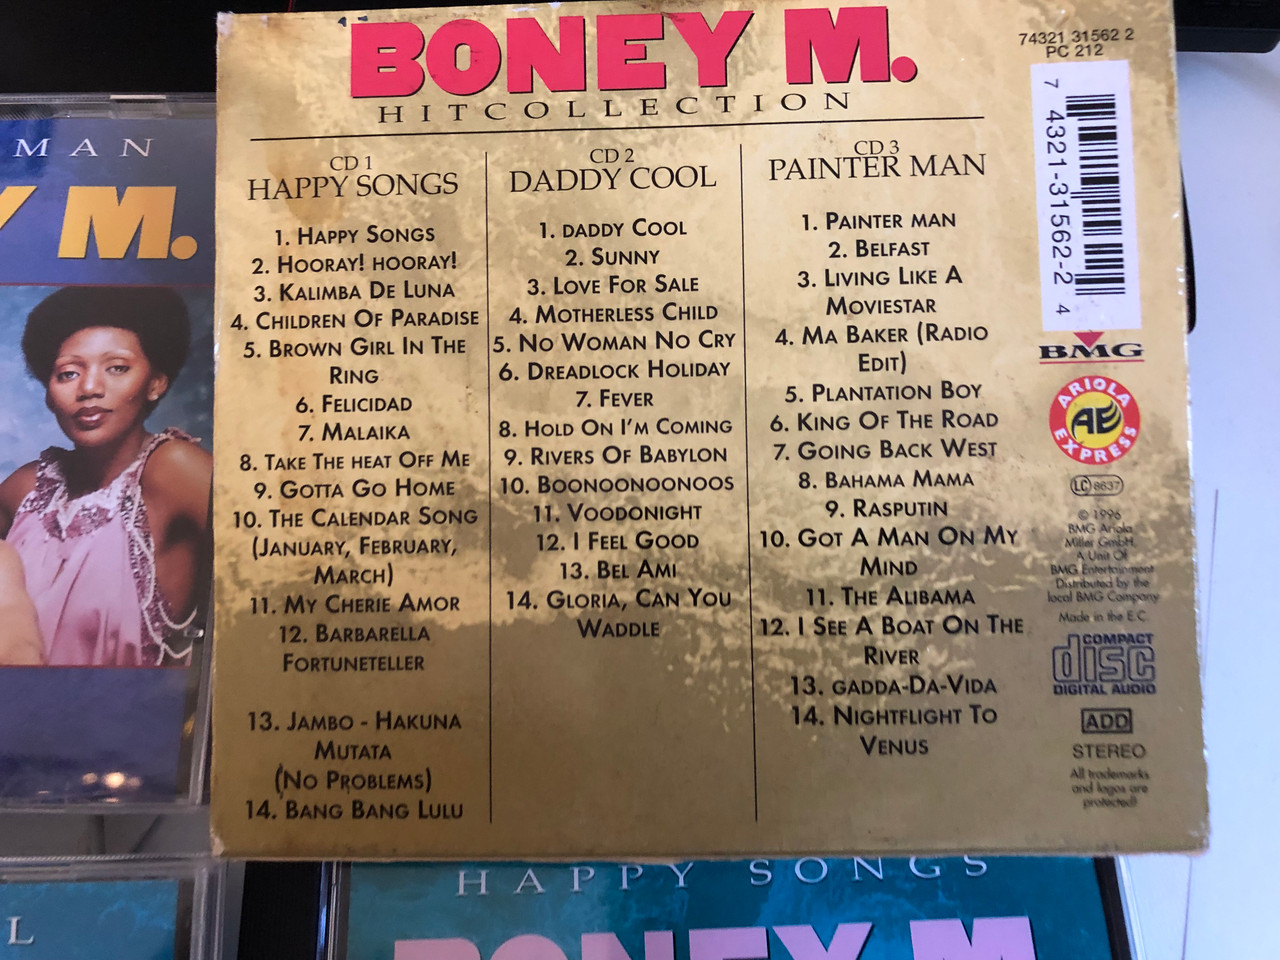 BONEY M.
HITCOLLECTION
74321 31562 2
PC 212
7 4321-31562-2 4
CD 1
HAPPY SONGS
1. HAPPY SONGS
2. HOORAY! HOORAY!
3. KALIMBA DE LUNA
4. CHILDREN OF PARADISE
5. BROWN GIRL IN THE
RING
6. FELICIDAD
7. MALAIKA
8. TAKE THE HEAT OFF ME
9. GOTTA GO HOME
10. THE CALENDAR SONG
(JANUARY, FEBRUARY,
MARCH)
11. MY CHERIE AMOR
12. BARBARELLA
FORTUNETELLER
13. JAMBO - HAKUNA
MUTATA
(NO PROBLEMS)
14. BANG BANG LULU
CD 2
DADDY COOL
1. DADDY COOL
2. SUNNY
3. LOVE FOR SALE
4. MOTHERLESS CHILD
5. NO WOMAN NO CRY
6. DREADLOCK HOLIDAY
7. FEVER
8. HOLD ON I'M COMING
9. RIVERS OF BABYLON
10. BOONOONOONOOS
11. VOODONIGHT
12. I FEEL GOOD
13. BEL AMI
14. GLORIA, CAN YOU
WADDLE
CD 3
PAINTER MAN
1. PAINTER MAN
2. BELFAST
3. LIVING LIKE A
MOVIESTAR
4. MA BAKER (RADIO
EDIT)
5. PLANTATION BOY
6. KING OF THE ROAD
7. GOING BACK WEST
8. BAHAMA MAMA
9. RASPUTIN
10. GOT A MAN ON MY
MIND
11. THE ALIBAMA
12. I SEE A BOAT ON THE
RIVER
13. GADDA-DA-VIDA
14. NIGHTFLIGHT TO
VENUS
BMG
ARIOLA
AE
EXPRESS
LC 8637
© 1996
BMG Ariola
Miller GmbH.
A Unit Of
BMG Entertainment
Distributed by the
local BMG Company
Made in the E.C.
COMPACT
disc
DIGITAL AUDIO
ADD
STEREO
All trademarks
and logos are
protected!
MAN
Y M.
L
HAPPY SONGS
BONEY M